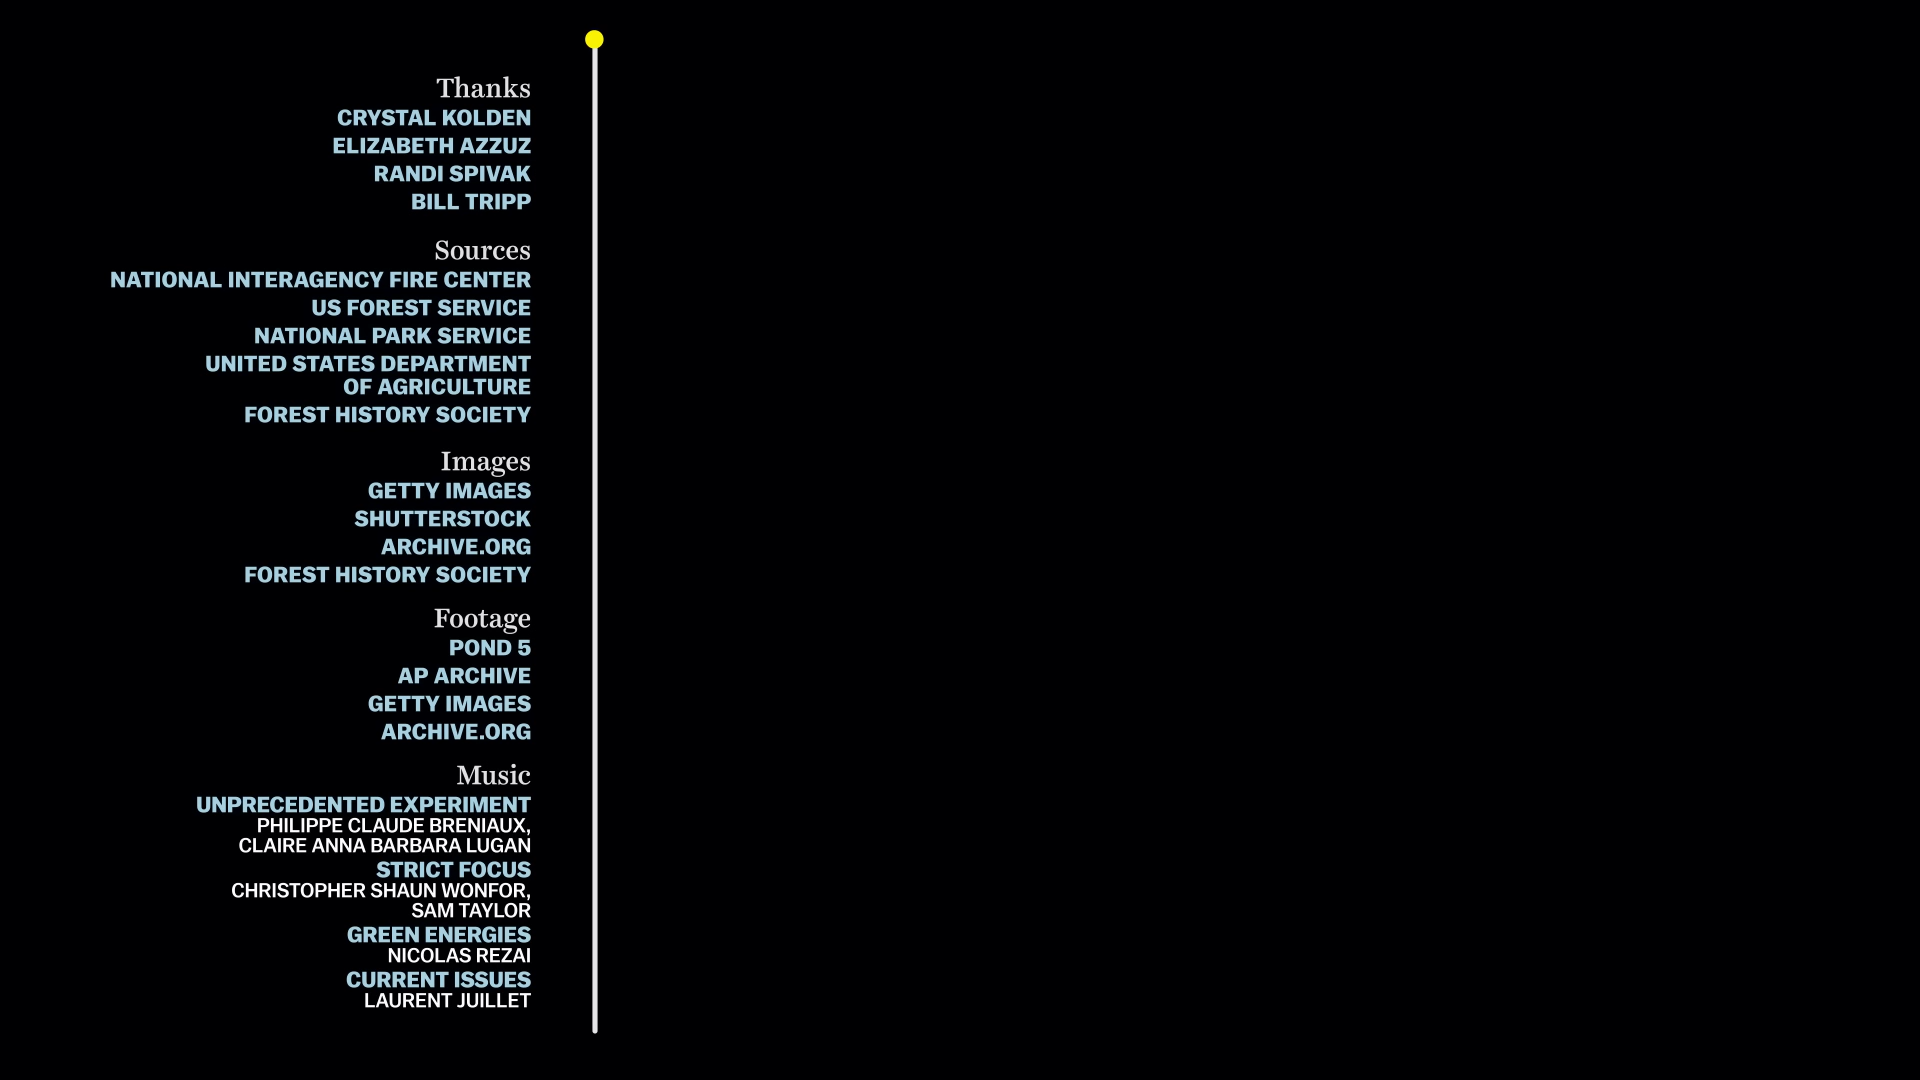 Thanks
CRYSTAL KOLDEN
ELIZABETH AZZUZ
RANDI SPIVAK
BILL TRIPP
Sources
NATIONAL INTERAGENCY FIRE CENTER
US FOREST SERVICE
NATIONAL PARK SERVICE
UNITED STATES DEPARTMENT
OF AGRICULTURE
FOREST HISTORY SOCIETY
Images
GETTY IMAGES
SHUTTERSTOCK
ARCHIVE.ORG
FOREST HISTORY SOCIETY
Footage
POND 5
AP ARCHIVE
GETTY IMAGES
ARCHIVE.ORG
Music
UNPRECEDENTED EXPERIMENT
PHILIPPE CLAUDE BRENIAUX,
CLAIRE ANNA BARBARA LUGAN
STRICT FOCUS
CHRISTOPHER SHAUN WONFOR,
SAM TAYLOR
GREEN ENERGIES
NICOLAS REZAI
CURRENT ISSUES
LAURENT JUILLET